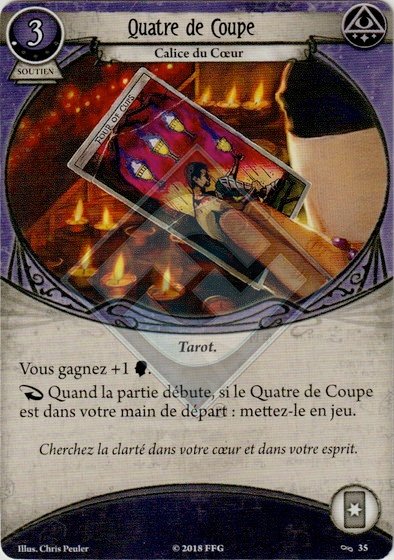 3
Quatre de Coupe
Calice du Cœur
SOUTIEN
FOUR OF CUPS
Tarot.
Vous gagnez +1 .
Quand la partie débute, si le Quatre de Coupe
est dans votre main de départ : mettez-le en jeu.
Cherchez la clarté dans votre cœur et dans votre esprit.
Illus. Chris Peuler
© 2018 FFG
35